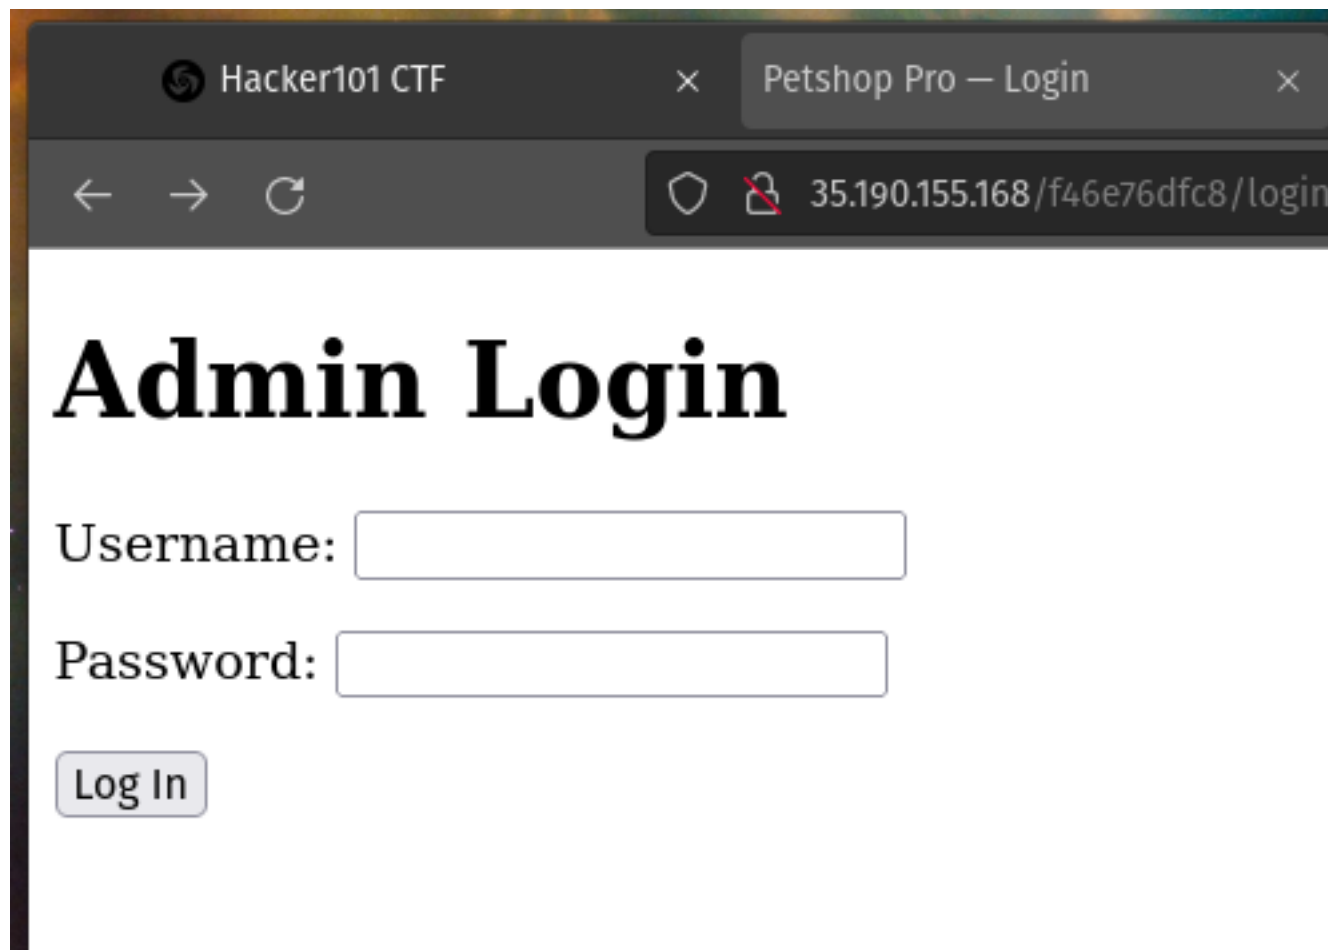 Hacker101 CTF
Petshop Pro — Login
35.190.155.168/f46e76dfc8/login
Admin Login
Username:
Password:
Log In